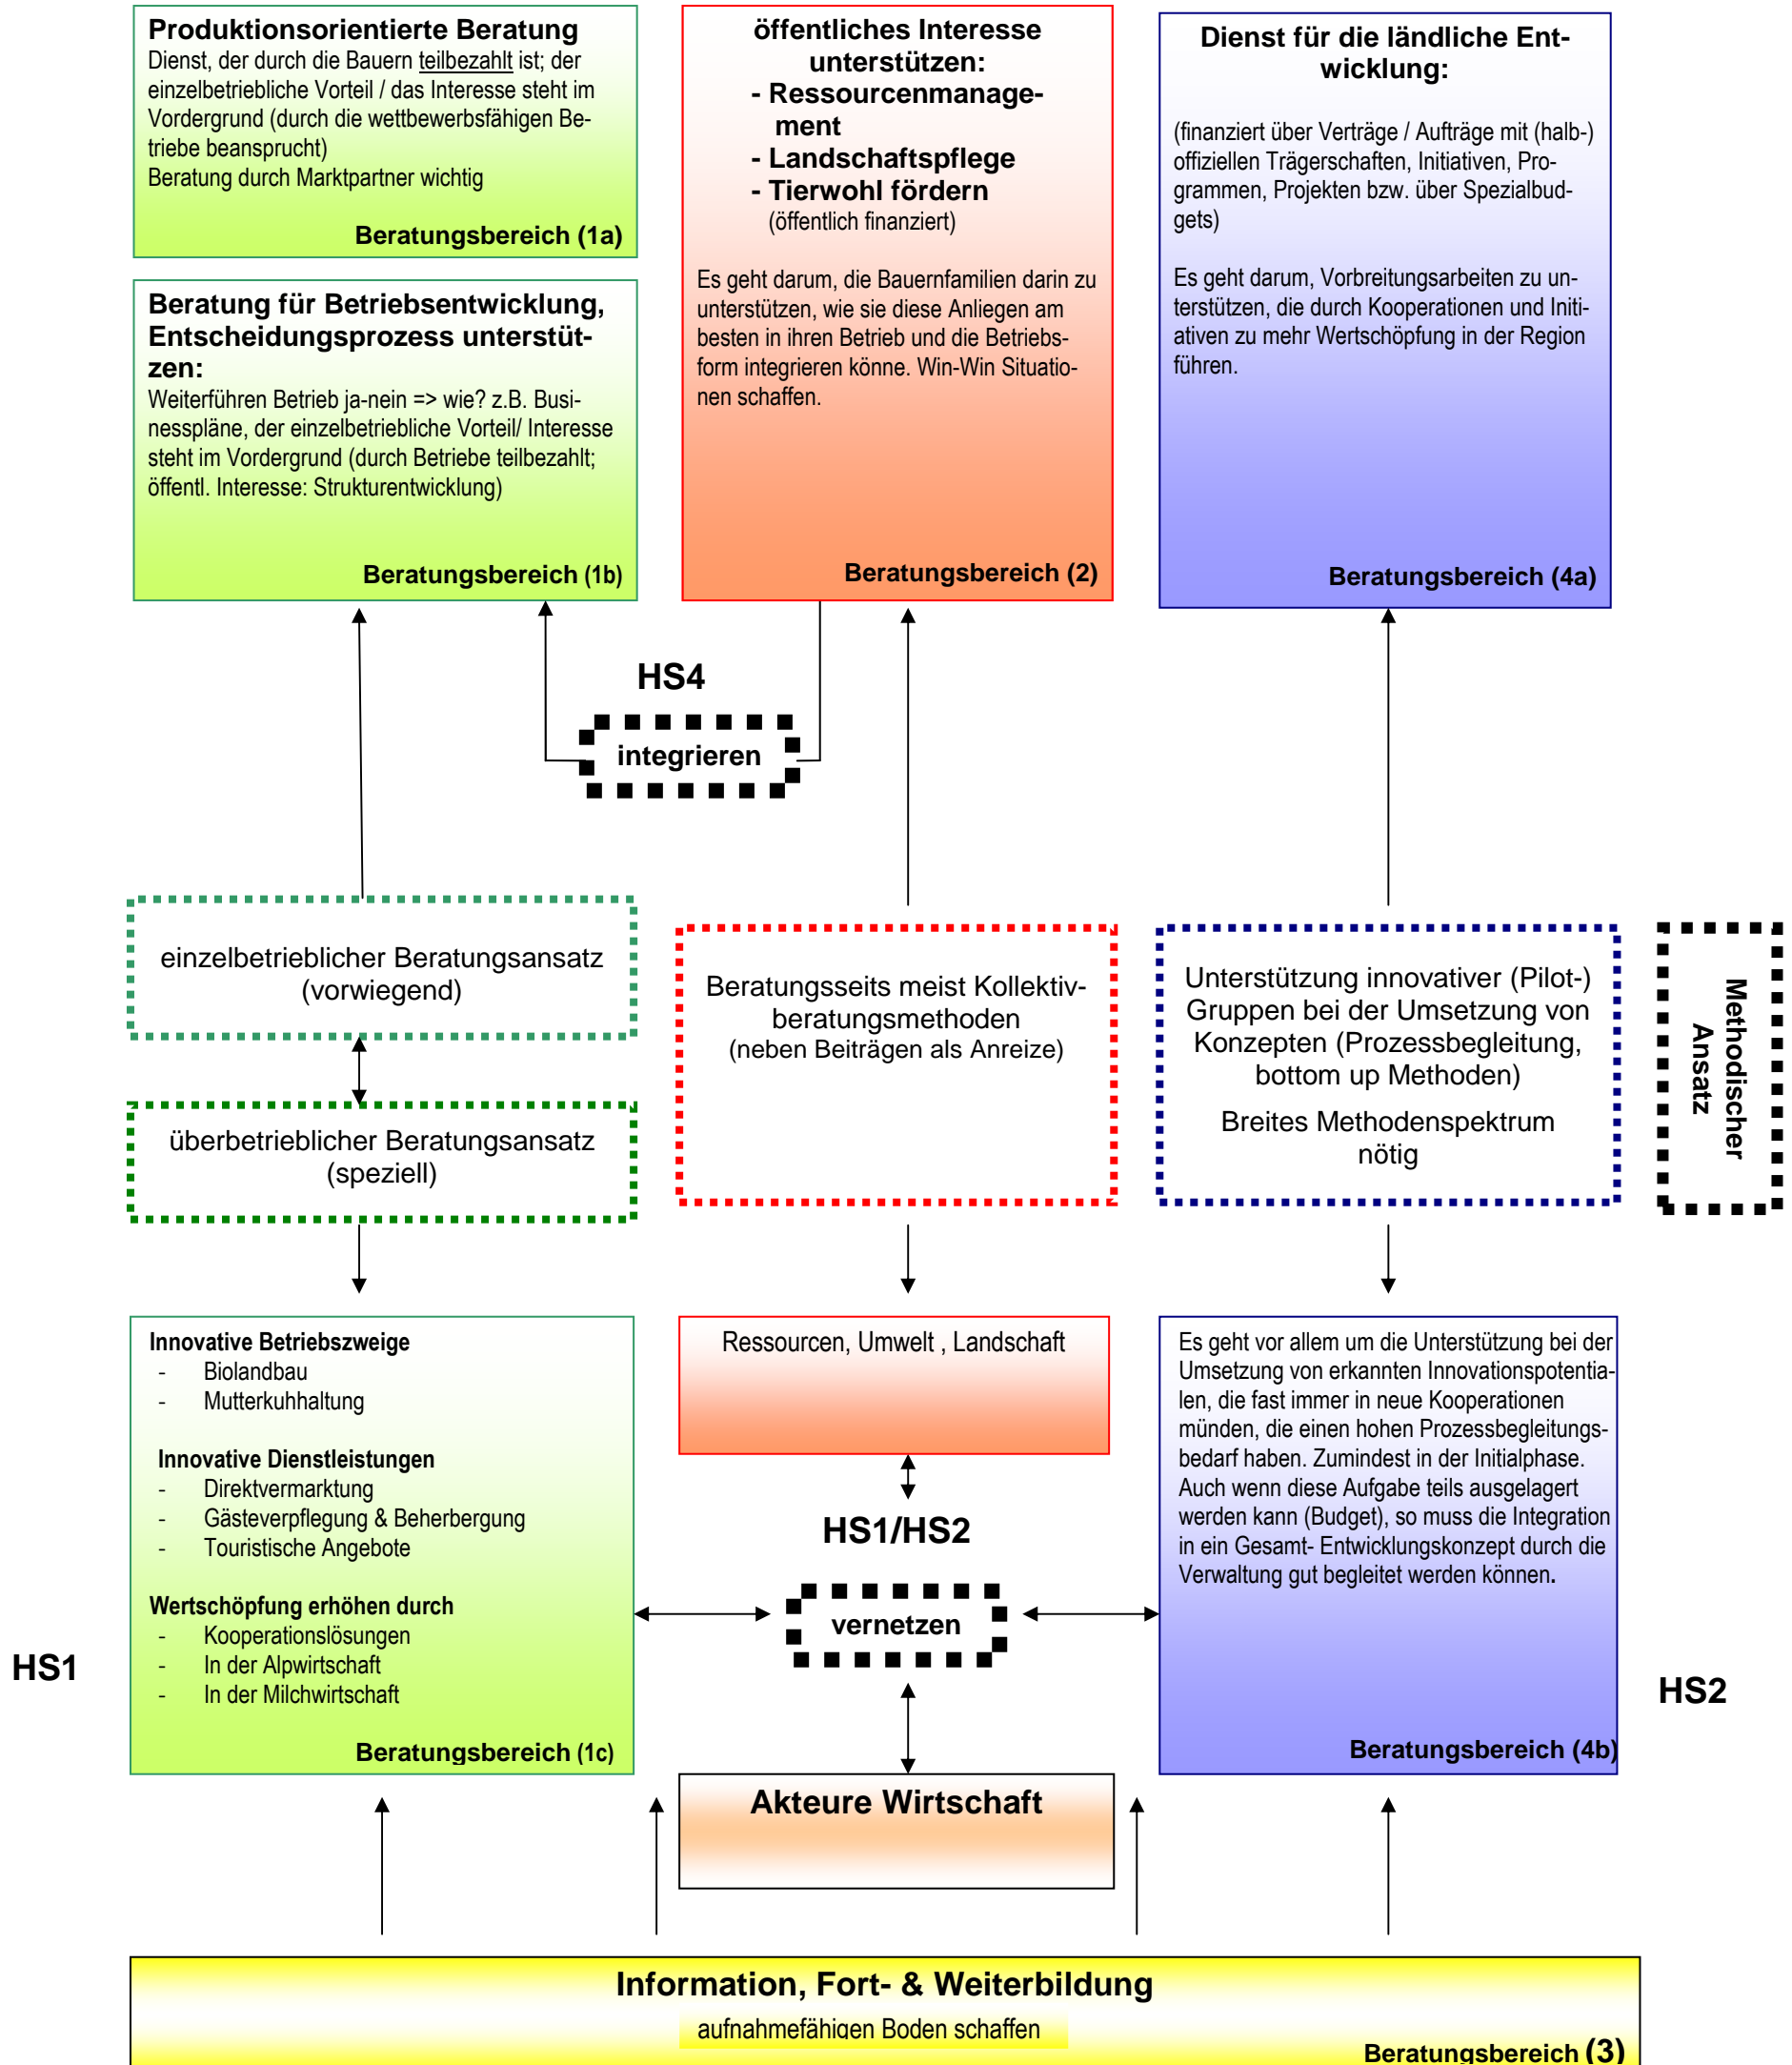 Produktionsorientierte Beratung
Dienst, der durch die Bauern teilbezahlt ist; der
einzelbetriebliche Vorteil / das Interesse steht im
Vordergrund (durch die wettbewerbsfähigen Be-
triebe beansprucht)
Beratung durch Marktpartner wichtig
Beratungsbereich (1a)
Beratung für Betriebsentwicklung,
Entscheidungsprozess unterstüt-
zen:
Weiterführen Betrieb ja-nein => wie? z.B. Busi-
nesspläne, der einzelbetriebliche Vorteil/ Interesse
steht im Vordergrund (durch Betriebe teilbezahlt;
öffentl. Interesse: Strukturentwicklung)
Beratungsbereich (1b)
öffentliches Interesse
unterstützen:
- Ressourcenmanage-
ment
- Landschaftspflege
- Tierwohl fördern
(öffentlich finanziert)
Es geht darum, die Bauernfamilien darin zu
unterstützen, wie sie diese Anliegen am
besten in ihren Betrieb und die Betriebs-
form integrieren könne. Win-Win Situatio-
nen schaffen.
Beratungsbereich (2)
Dienst für die ländliche Ent-
wicklung:
(finanziert über Verträge / Aufträge mit (halb-)
offiziellen Trägerschaften, Initiativen, Pro-
grammen, Projekten bzw. über Spezialbud-
gets)
Es geht darum, Vorbreitungsarbeiten zu un-
terstützen, die durch Kooperationen und Initi-
ativen zu mehr Wertschöpfung in der Region
führen.
Beratungsbereich (4a)
HS4
integrieren
einzelbetrieblicher Beratungsansatz
(vorwiegend)
überbetrieblicher Beratungsansatz
(speziell)
Beratungsseits meist Kollektiv-
beratungsmethoden
(neben Beiträgen als Anreize)
Unterstützung innovativer (Pilot-)
Gruppen bei der Umsetzung von
Konzepten (Prozessbegleitung,
bottom up Methoden)
Breites Methodenspektrum
nötig
Methodischer
Ansatz
Innovative Betriebszweige
- Biolandbau
- Mutterkuhhaltung
Innovative Dienstleistungen
- Direktvermarktung
- Gästeverpflegung & Beherbergung
- Touristische Angebote
Wertschöpfung erhöhen durch
- Kooperationslösungen
- In der Alpwirtschaft
- In der Milchwirtschaft
Beratungsbereich (1c)
HS1
Ressourcen, Umwelt , Landschaft
HS1/HS2
vernetzen
Akteure Wirtschaft
Es geht vor allem um die Unterstützung bei der
Umsetzung von erkannten Innovationspotentia-
len, die fast immer in neue Kooperationen
münden, die einen hohen Prozessbegleitungs-
bedarf haben. Zumindest in der Initialphase.
Auch wenn diese Aufgabe teils ausgelagert
werden kann (Budget), so muss die Integration
in ein Gesamt- Entwicklungskonzept durch die
Verwaltung gut begleitet werden können.
Beratungsbereich (4b)
HS2
Information, Fort- & Weiterbildung
aufnahmefähigen Boden schaffen
Beratungsbereich (3)